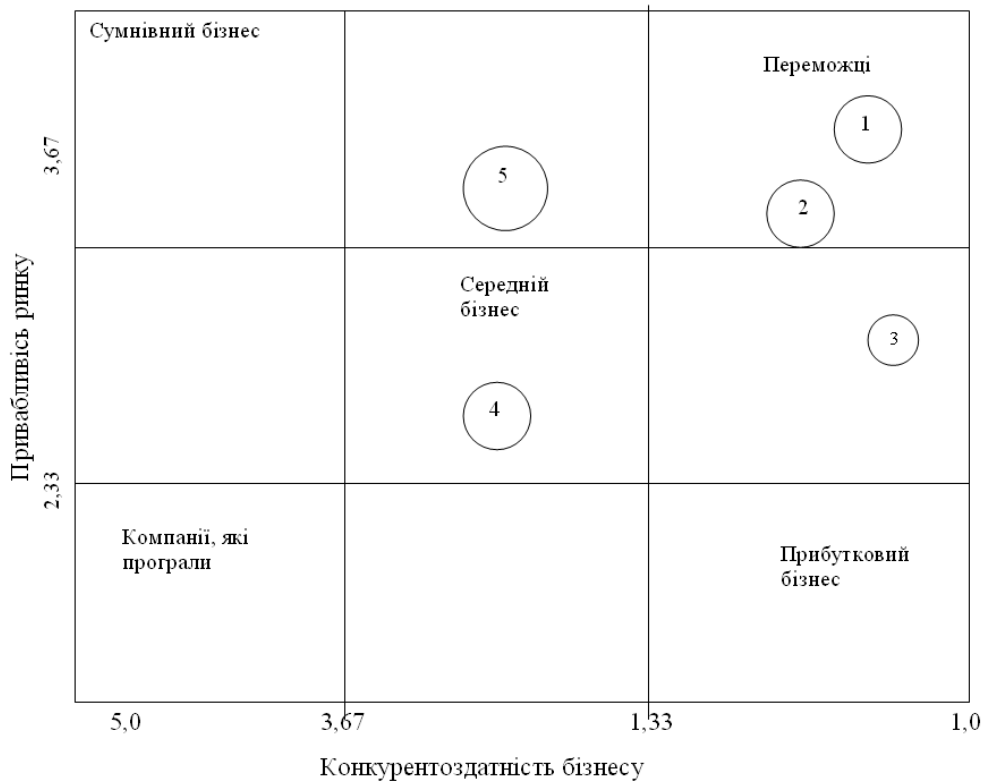 Сумнівний бізнес
Переможці
1
3,67
5
2
Привабливісь ринку
Середній
бізнес
3
4
2,33
Компанії, які
програли
Прибутковий
бізнес
5,0
3,67
1,33
1,0
Конкурентоздатність бізнесу